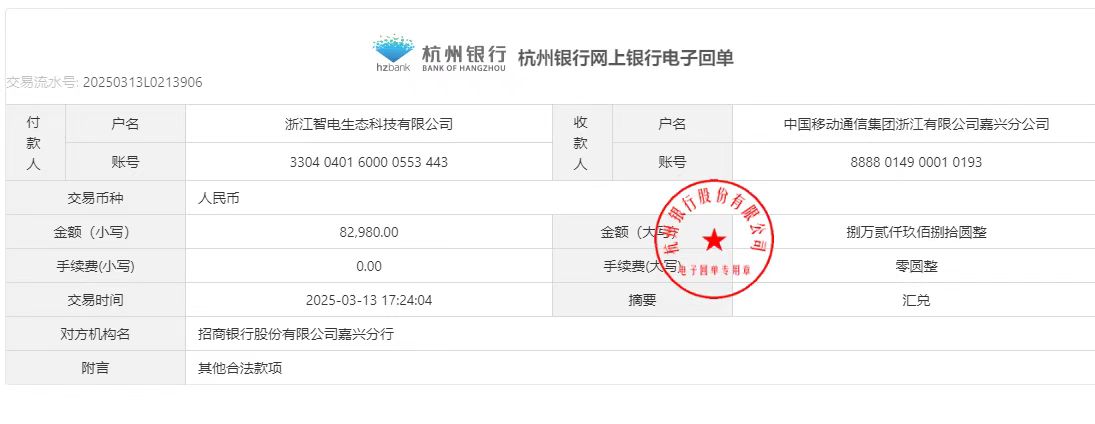 杭州银行
hzbank
BANK OF HANGZHOU
杭州银行网上银行电子回单
交易流水号: 20250313L0213906
付款人 户名 浙江智电生态科技有限公司 收款人 户名 中国移动通信集团浙江有限公司嘉兴分公司
账号 3304 0401 6000 0553 443 账号 8888 0149 0001 0193
交易币种 人民币
金额（小写） 82,980.00 金额（大写） 捌万贰仟玖佰捌拾圆整
手续费(小写) 0.00 手续费(大写) 零圆整
交易时间 2025-03-13 17:24:04 摘要 汇兑
对方机构名 招商银行股份有限公司嘉兴分行
附言 其他合法款项
杭州银行股份有限公司
电子回单专用章